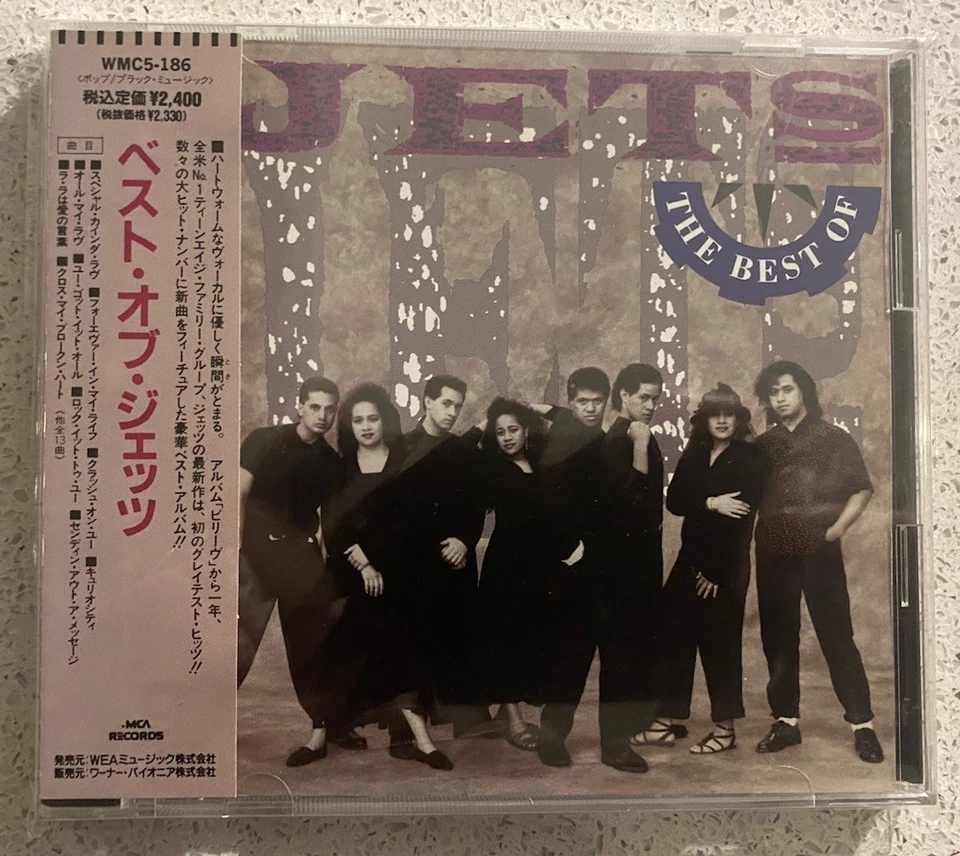 WMC5-186
〈ポップ/ブラック・ミュージック〉
税込定価¥2,400
(税抜価格¥2,330)
■ハートウォームなヴォーカルに優しく瞬間がとまる。 アルバム「ビリーヴ」から一年、
とき
全米No.1ティーンエイジ・ファミリー・グループ、ジェッツの最新作は、初のグレイテスト・ヒッツ!!
数々の大ヒット・ナンバーに新曲をフィーチュアした豪華ベスト・アルバム!!
ベスト・オブ・ジェッツ
曲目
■スペシャル・カインダ・ラヴ ■フォーエヴァー・イン・マイ・ライフ ■クラッシュ・オン・ユー ■キュリオシティ
■オール・マイ・ラヴ ■ユー・ゴット・イット・オール ■ロック・イット・トゥ・ユー ■センディン・アウト・ア・メッセージ
■ラ・ラは愛の言葉 ■クロス・マイ・ブロークン・ハート 〈他全13曲〉
MCA
RECORDS
発売元:WEAミュージック株式会社
販売元:ワーナー・パイオニア株式会社
JETS
THE BEST OF